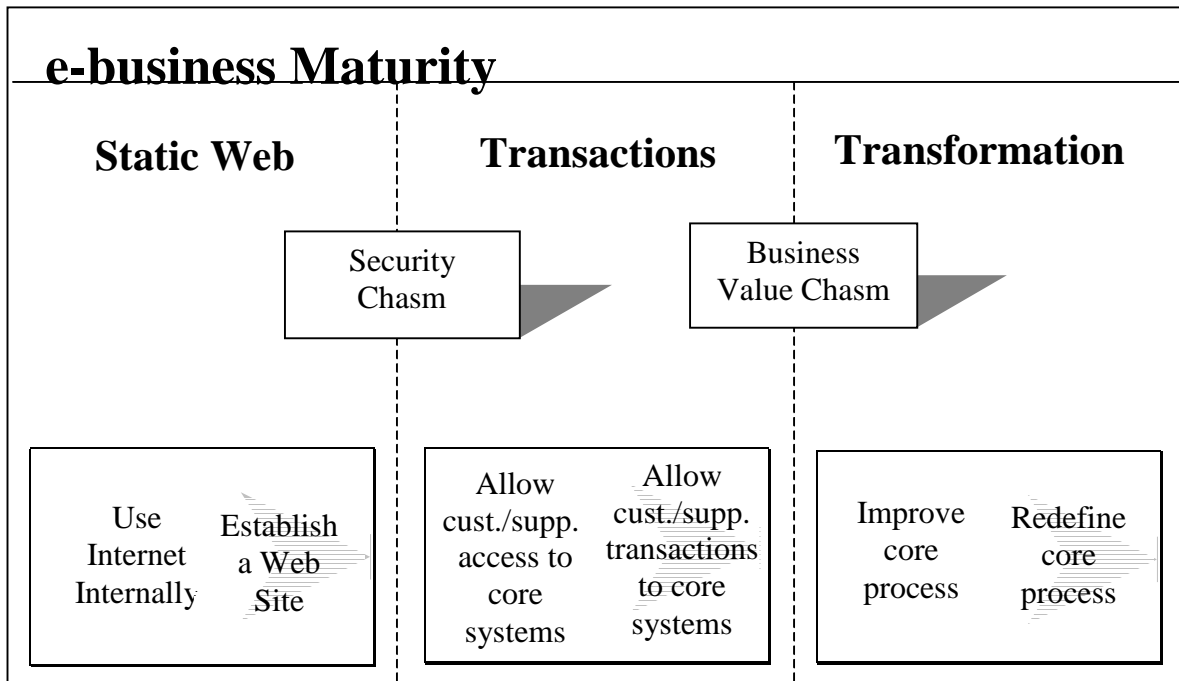 e-business Maturity
Static Web
Transactions
Transformation
Security
Chasm
Business
Value Chasm
Use
Internet
Internally
Establish
a Web
Site
Allow
cust./supp.
access to
core
systems
Allow
cust./supp.
transactions
to core
systems
Improve
core
process
Redefine
core
process